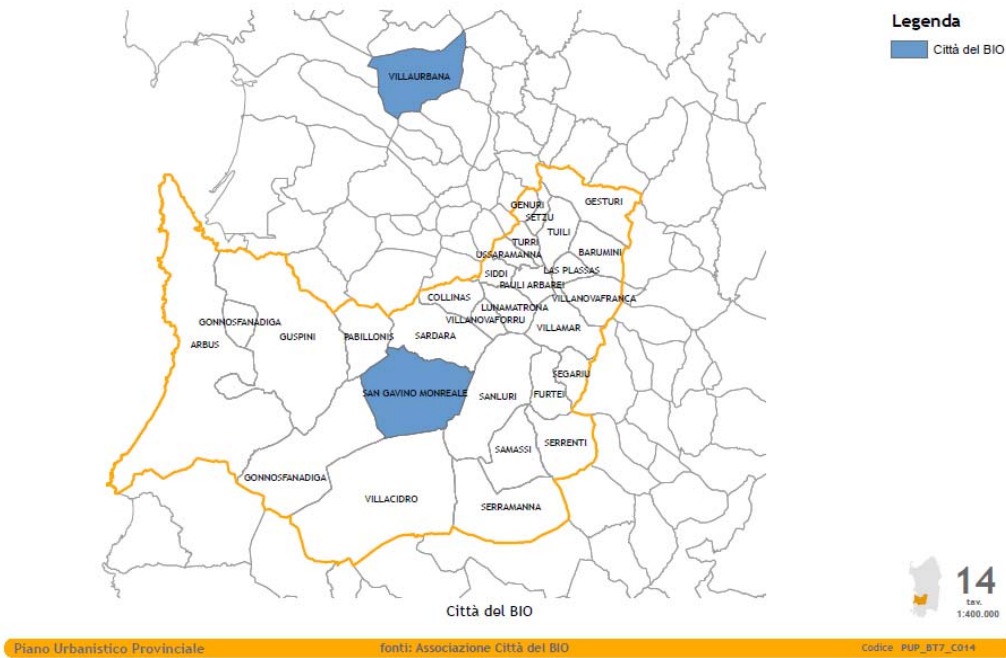 Legenda
Città del BIO
VILLAURBANA
GENURI
SETZU
GESTURI
TUILI
TURRI
USSARAMANNA
BARUMINI
SIDDI
LAS PLASSAS
PAULI ARBAREI
COLLINAS
VILLANOVAFRANCA
LUNAMATRONA
GONNOSFANADIGA
VILLANOVAFORRU
VILLAMAR
ARBUS
GUSPINI
PABILLONIS
SARDARA
SEGARIU
SAN GAVINO MONREALE
SANLURI
FURTEI
SAMASSI
SERRENTI
GONNOSFANADIGA
VILLACIDRO
SERRAMANNA
Città del BIO
14
tav.
1:400.000
Piano Urbanistico Provinciale
fonti: Associazione Città del BIO
Codice PUP_BT7_C014